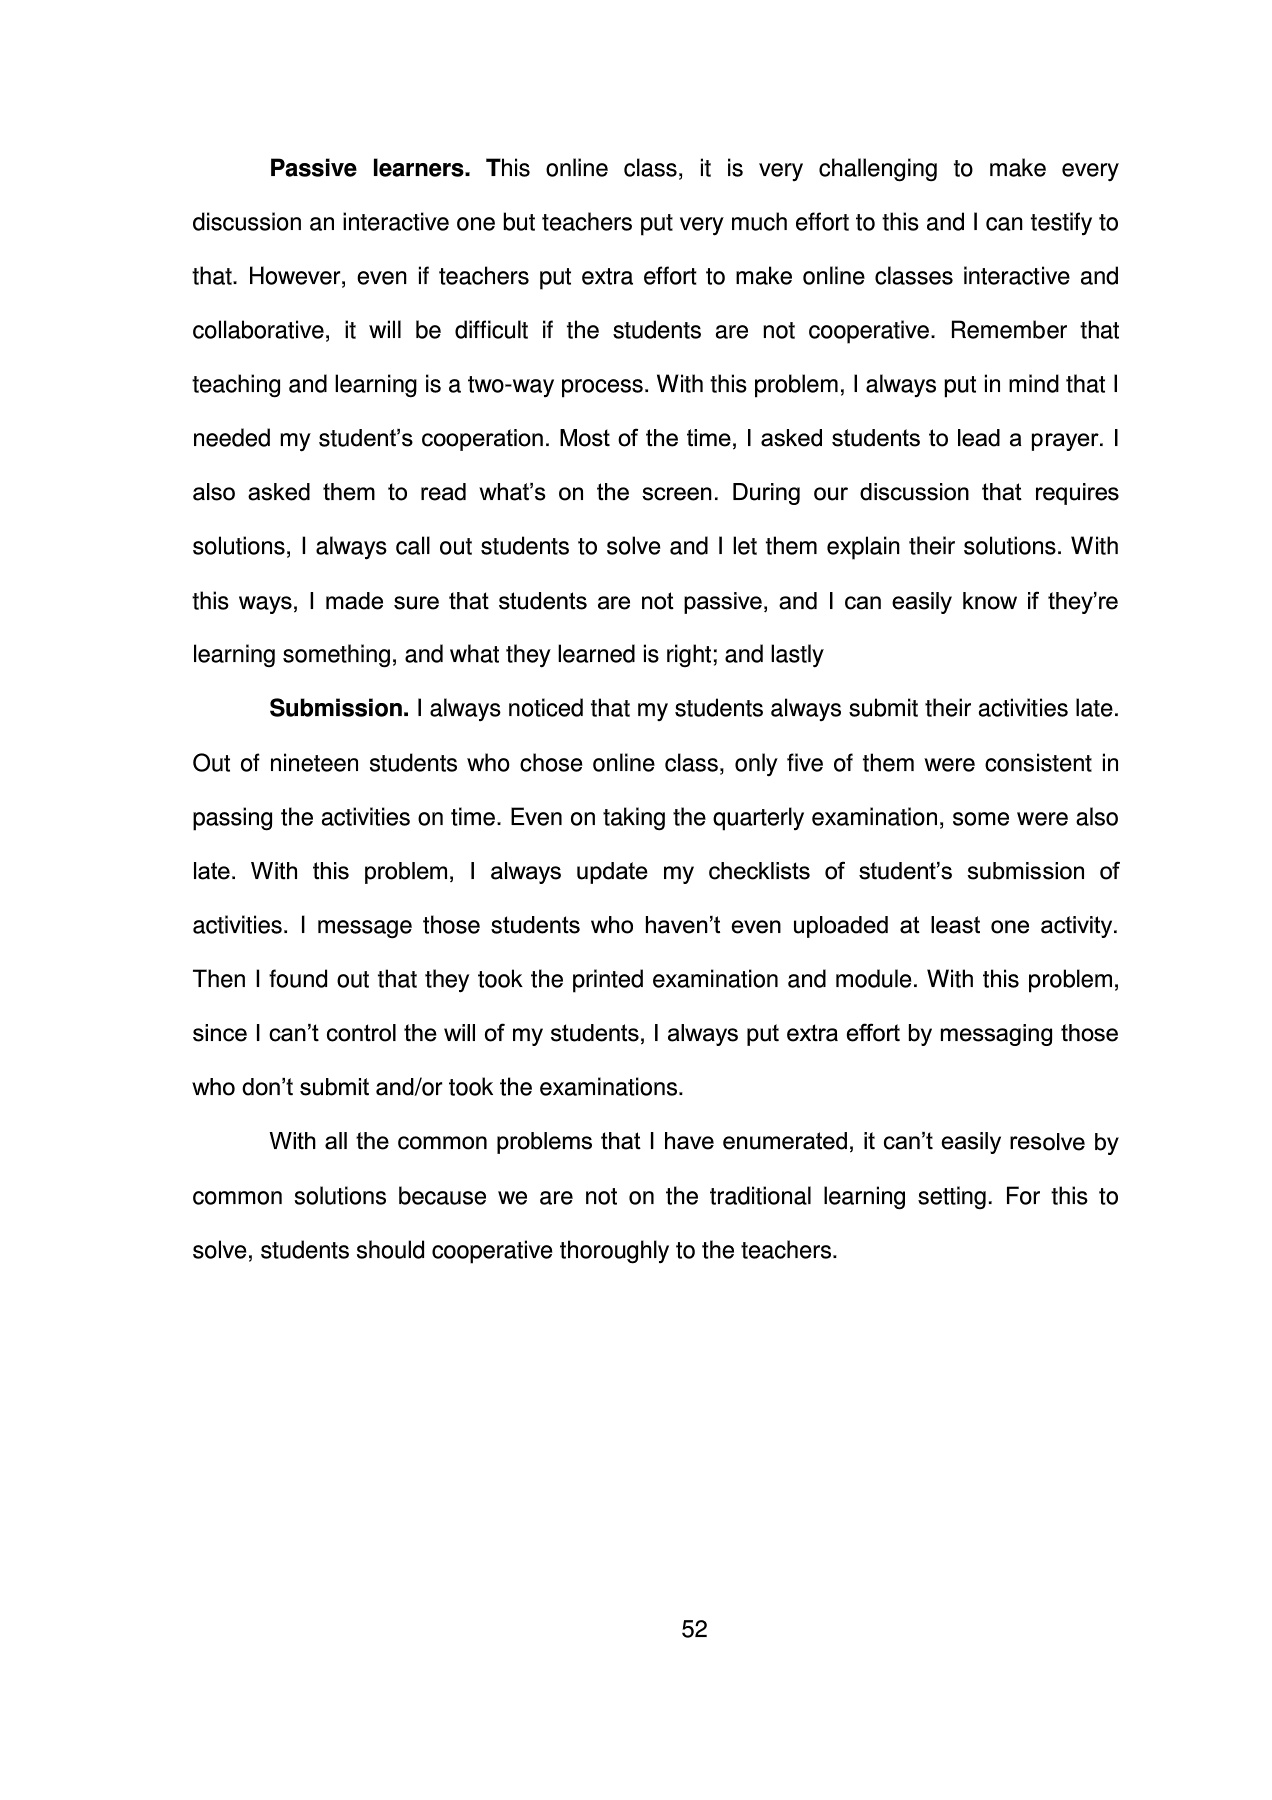 Passive learners. This online class, it is very challenging to make every
discussion an interactive one but teachers put very much effort to this and I can testify to
that. However, even if teachers put extra effort to make online classes interactive and
collaborative, it will be difficult if the students are not cooperative. Remember that
teaching and learning is a two-way process. With this problem, I always put in mind that I
needed my student’s cooperation. Most of the time, I asked students to lead a prayer. I
also asked them to read what’s on the screen. During our discussion that requires
solutions, I always call out students to solve and I let them explain their solutions. With
this ways, I made sure that students are not passive, and I can easily know if they’re
learning something, and what they learned is right; and lastly
Submission. I always noticed that my students always submit their activities late.
Out of nineteen students who chose online class, only five of them were consistent in
passing the activities on time. Even on taking the quarterly examination, some were also
late. With this problem, I always update my checklists of student’s submission of
activities. I message those students who haven’t even uploaded at least one activity.
Then I found out that they took the printed examination and module. With this problem,
since I can’t control the will of my students, I always put extra effort by messaging those
who don’t submit and/or took the examinations.
With all the common problems that I have enumerated, it can’t easily resolve by
common solutions because we are not on the traditional learning setting. For this to
solve, students should cooperative thoroughly to the teachers.
52